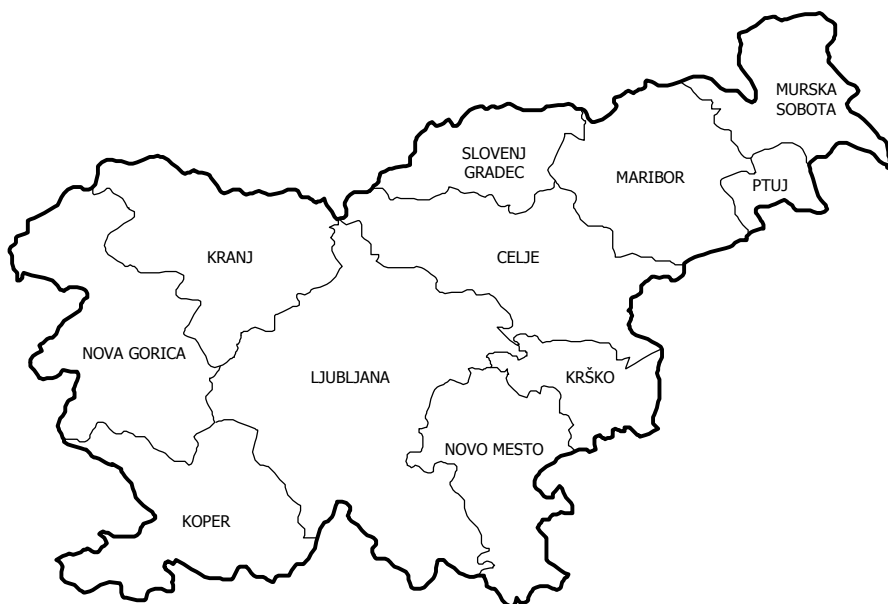 MURSKA
SOBOTA
SLOVENJ
GRADEC
MARIBOR
PTUJ
KRANJ
CELJE
NOVA GORICA
LJUBLJANA
KRŠKO
NOVO MESTO
KOPER